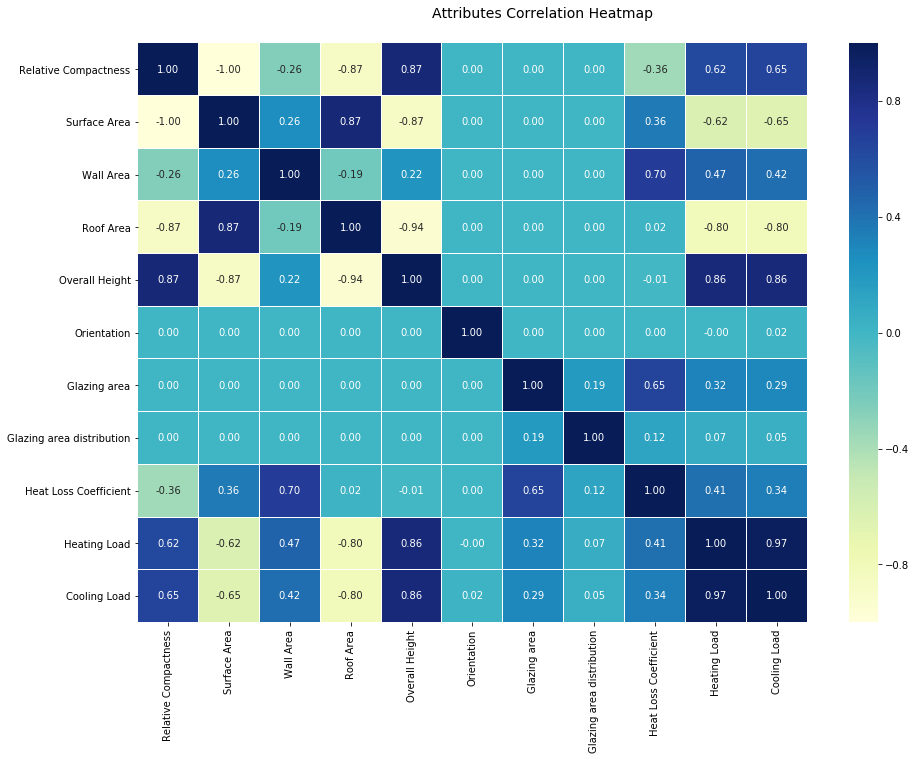 Attributes Correlation Heatmap
Relative Compactness 1.00 -1.00 -0.26 -0.87 0.87 0.00 0.00 0.00 -0.36 0.62 0.65
Surface Area -1.00 1.00 0.26 0.87 -0.87 0.00 0.00 0.00 0.36 -0.62 -0.65
Wall Area -0.26 0.26 1.00 -0.19 0.22 0.00 0.00 0.00 0.70 0.47 0.42
Roof Area -0.87 0.87 -0.19 1.00 -0.94 0.00 0.00 0.00 0.02 -0.80 -0.80
Overall Height 0.87 -0.87 0.22 -0.94 1.00 0.00 0.00 0.00 -0.01 0.86 0.86
Orientation 0.00 0.00 0.00 0.00 0.00 1.00 0.00 0.00 0.00 -0.00 0.02
Glazing area 0.00 0.00 0.00 0.00 0.00 0.00 1.00 0.19 0.65 0.32 0.29
Glazing area distribution 0.00 0.00 0.00 0.00 0.00 0.00 0.19 1.00 0.12 0.07 0.05
Heat Loss Coefficient -0.36 0.36 0.70 0.02 -0.01 0.00 0.65 0.12 1.00 0.41 0.34
Heating Load 0.62 -0.62 0.47 -0.80 0.86 -0.00 0.32 0.07 0.41 1.00 0.97
Cooling Load 0.65 -0.65 0.42 -0.80 0.86 0.02 0.29 0.05 0.34 0.97 1.00
Relative Compactness
Surface Area
Wall Area
Roof Area
Overall Height
Orientation
Glazing area
Glazing area distribution
Heat Loss Coefficient
Heating Load
Cooling Load
0.8
0.4
0.0
-0.4
-0.8